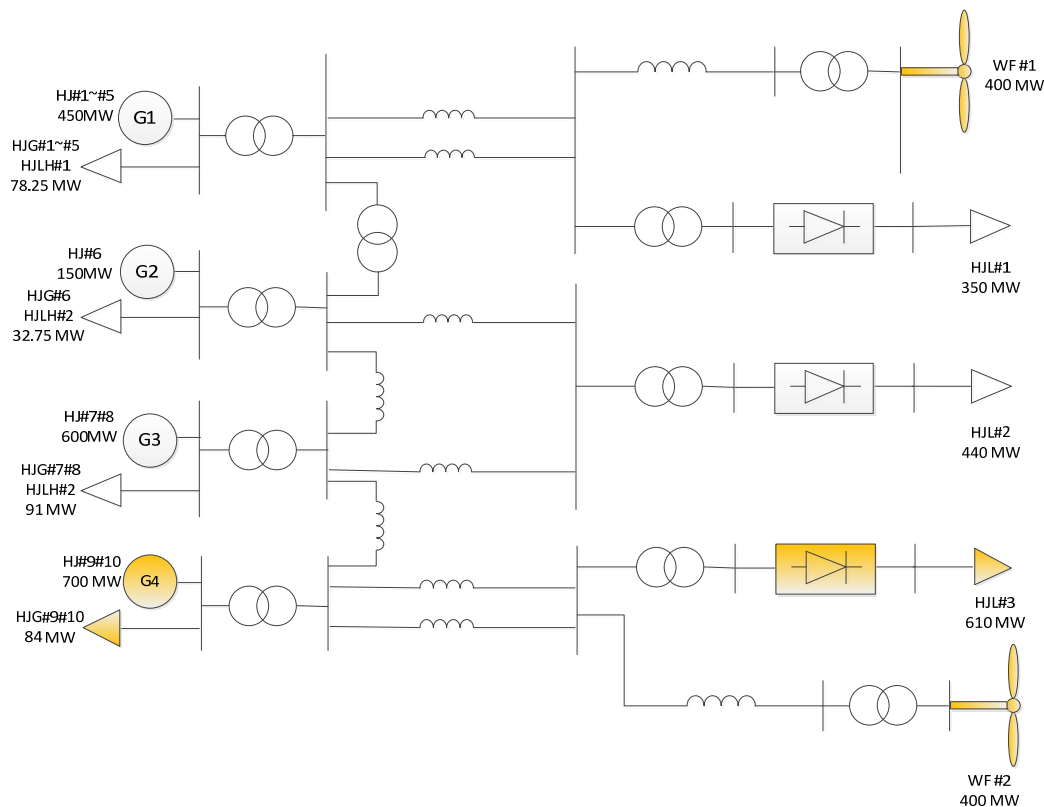 WF #1
400 MW
HJ#1~#5
450MW
G1
HJG#1~#5
HJLH#1
78.25 MW
HJL#1
350 MW
HJ#6
150MW
G2
HJG#6
HJLH#2
32.75 MW
HJL#2
440 MW
HJ#7#8
600MW
G3
HJG#7#8
HJLH#2
91 MW
HJ#9#10
700 MW
G4
HJG#9#10
84 MW
HJL#3
610 MW
WF #2
400 MW